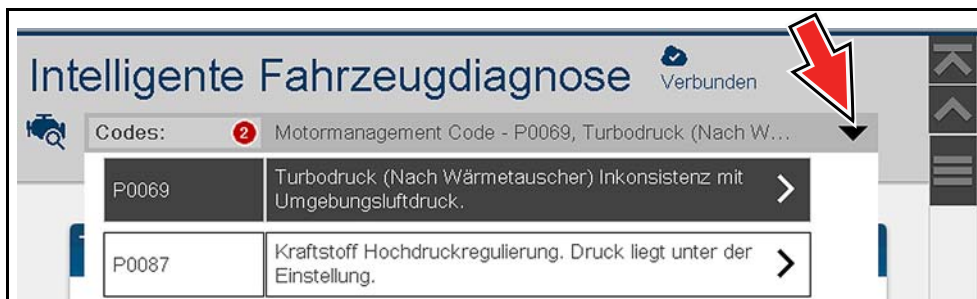 Intelligente Fahrzeugdiagnose
Verbunden
Codes: 2 Motormanagement Code - P0069, Turbodruck (Nach W...
P0069 Turbodruck (Nach Wärmetauscher) Inkonsistenz mit
Umgebungsluftdruck.
P0087 Kraftstoff Hochdruckregulierung. Druck liegt unter der
Einstellung.